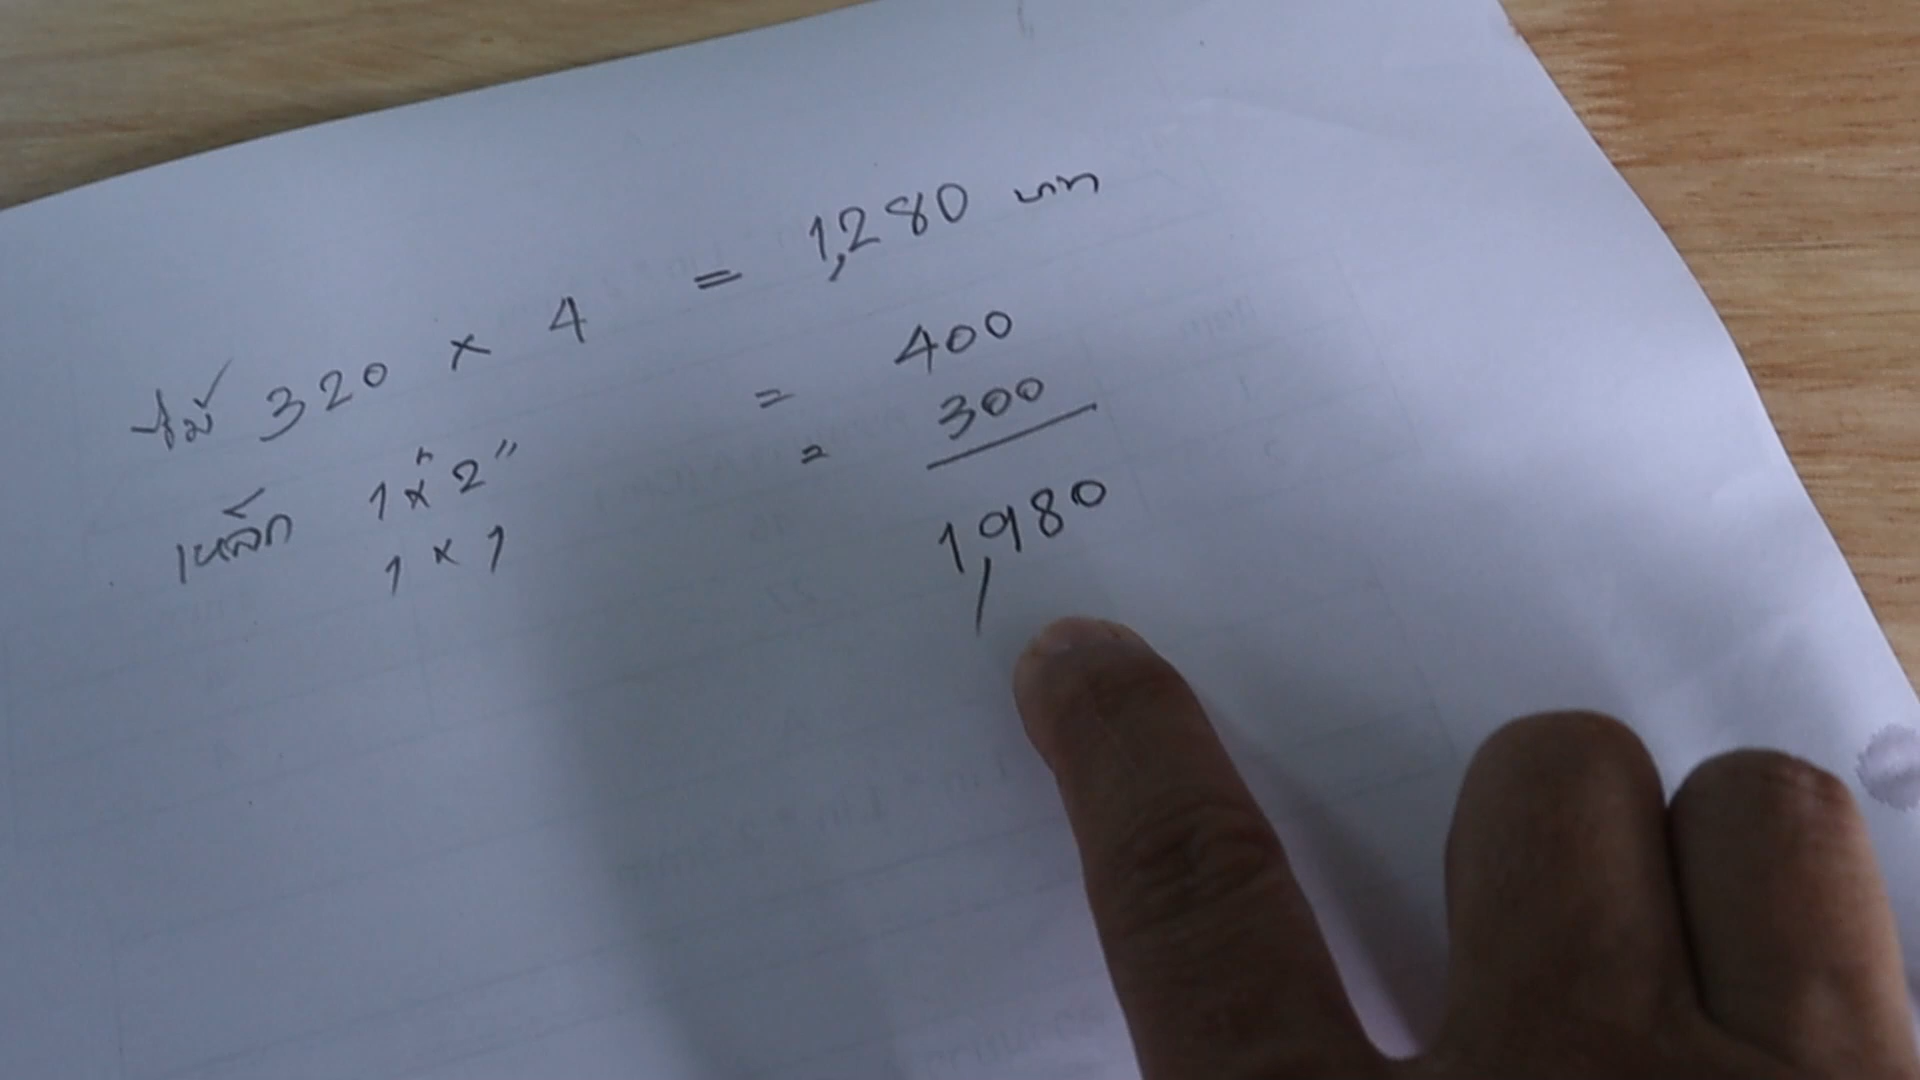 ไม้ 320 × 4 = 1,280 บาท
เหล็ก 1"×2" = 400
1×1 = 300
1,980